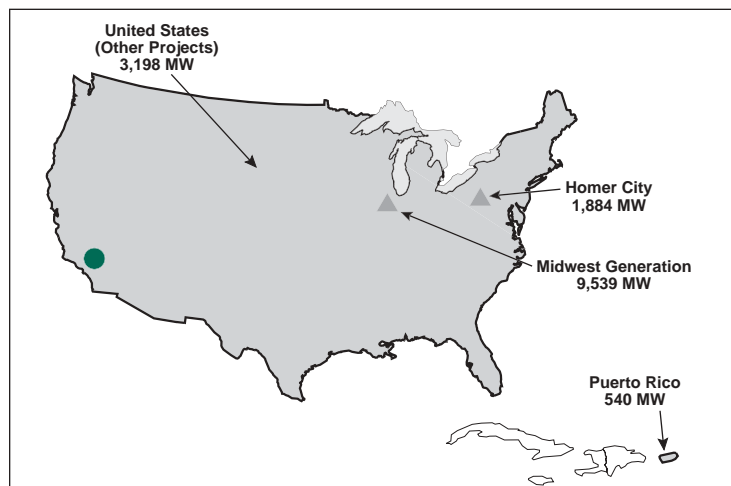 United States
(Other Projects)
3,198 MW
Homer City
1,884 MW
Midwest Generation
9,539 MW
Puerto Rico
540 MW